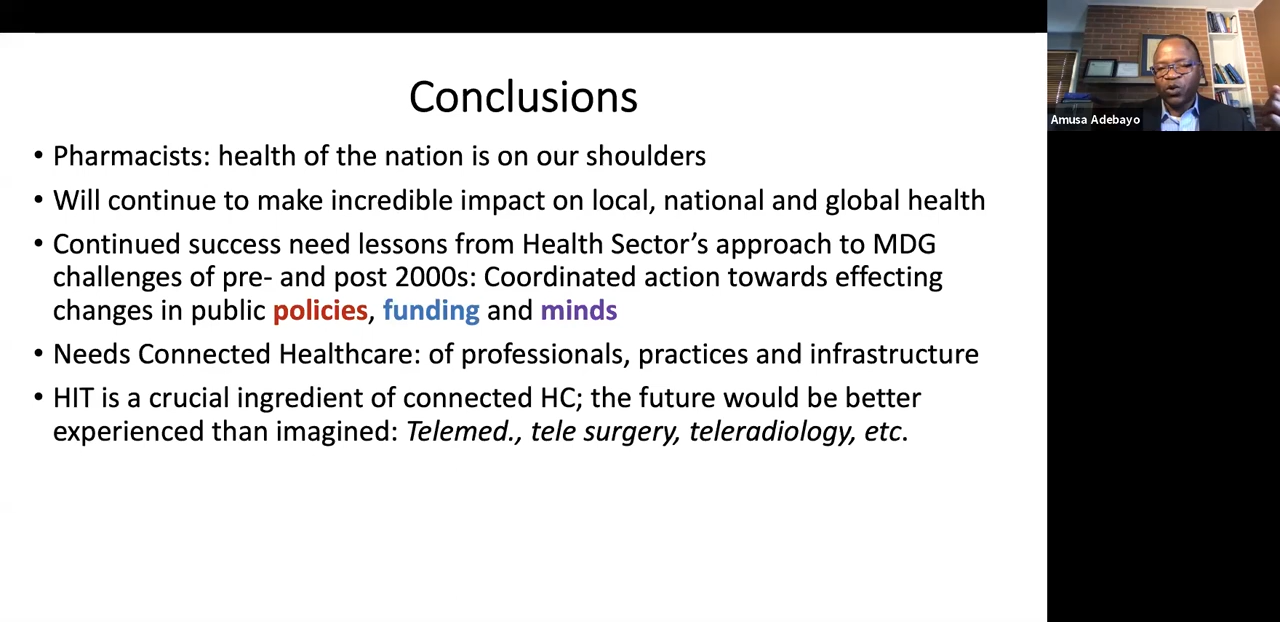 Conclusions
• Pharmacists: health of the nation is on our shoulders
• Will continue to make incredible impact on local, national and global health
• Continued success need lessons from Health Sector’s approach to MDG
challenges of pre- and post 2000s: Coordinated action towards effecting
changes in public policies, funding and minds
• Needs Connected Healthcare: of professionals, practices and infrastructure
• HIT is a crucial ingredient of connected HC; the future would be better
experienced than imagined: Telemed., tele surgery, teleradiology, etc.
Amusa Adebayo